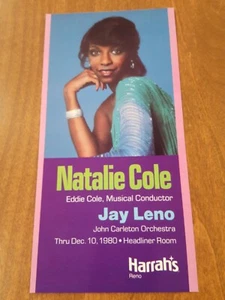 Natalie Cole
Eddie Cole, Musical Conductor
Jay Leno
John Carleton Orchestra
Thru Dec. 10, 1980 • Headliner Room
Harrah's
Reno